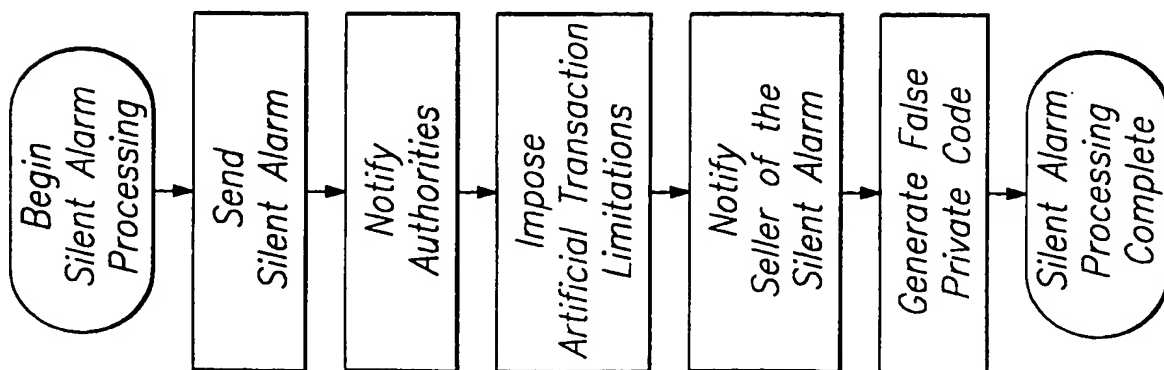 Begin
Silent Alarm
Processing
Send
Silent Alarm
Notify
Authorities
Impose
Artificial Transaction
Limitations
Notify
Seller of the
Silent Alarm
Generate False
Private Code
Silent Alarm
Processing
Complete